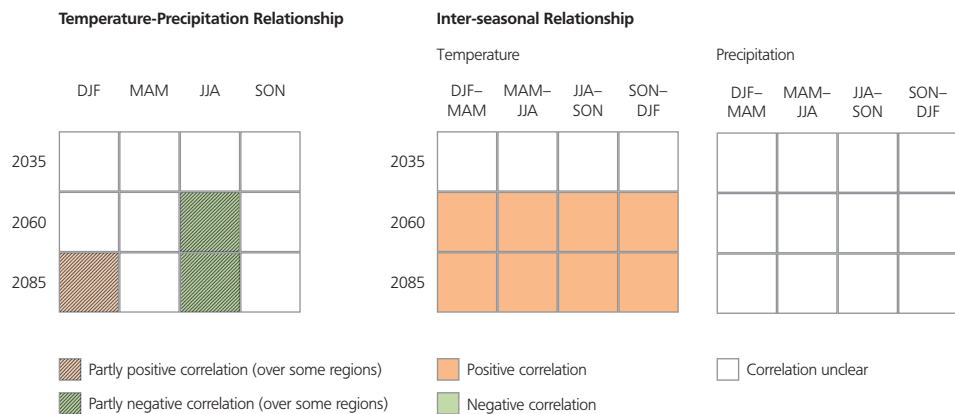 Temperature-Precipitation Relationship
Inter-seasonal Relationship
Temperature
Precipitation
DJF MAM JJA SON
DJF– MAM– JJA– SON–
MAM JJA SON DJF
DJF– MAM– JJA– SON–
MAM JJA SON DJF
2035
2060
2085
2035
2060
2085
Partly positive correlation (over some regions)
Partly negative correlation (over some regions)
Positive correlation
Negative correlation
Correlation unclear